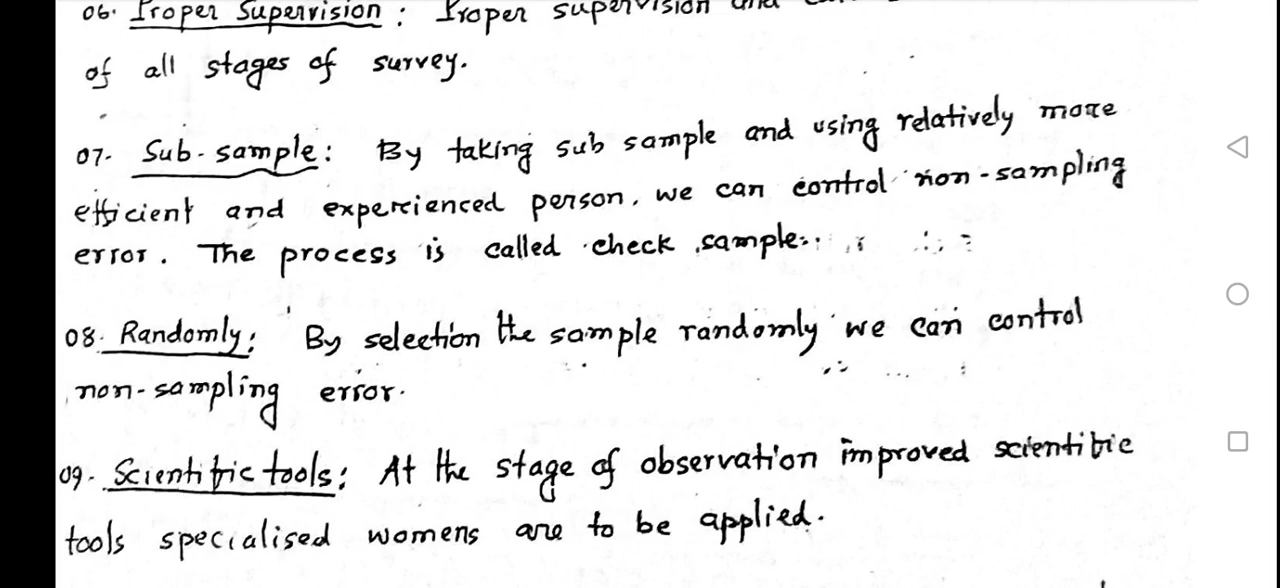 06. Proper Supervision : Proper supervision and
of all stages of survey.
07. Sub-sample : By taking sub sample and using relatively more
efficient and experienced person, we can control non-sampling
error. The process is called check sample.
08. Randomly : By selection the sample randomly we can control
non-sampling error.
09. Scientific tools : At the stage of observation improved scientific
tools specialised womens are to be applied.